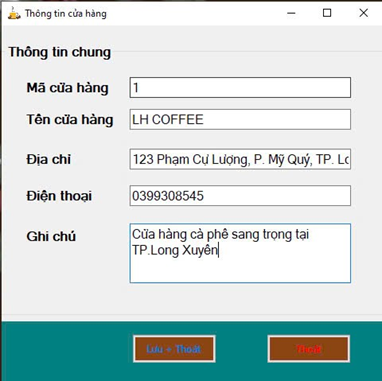 Thông tin cửa hàng
Thông tin chung
Mã cửa hàng 1
Tên cửa hàng LH COFFEE
Địa chỉ 123 Phạm Cự Lượng, P. Mỹ Quý, TP. Lo
Điện thoại 0399308545
Ghi chú Cửa hàng cà phê sang trọng tại
TP.Long Xuyên
Lưu + Thoát Thoát